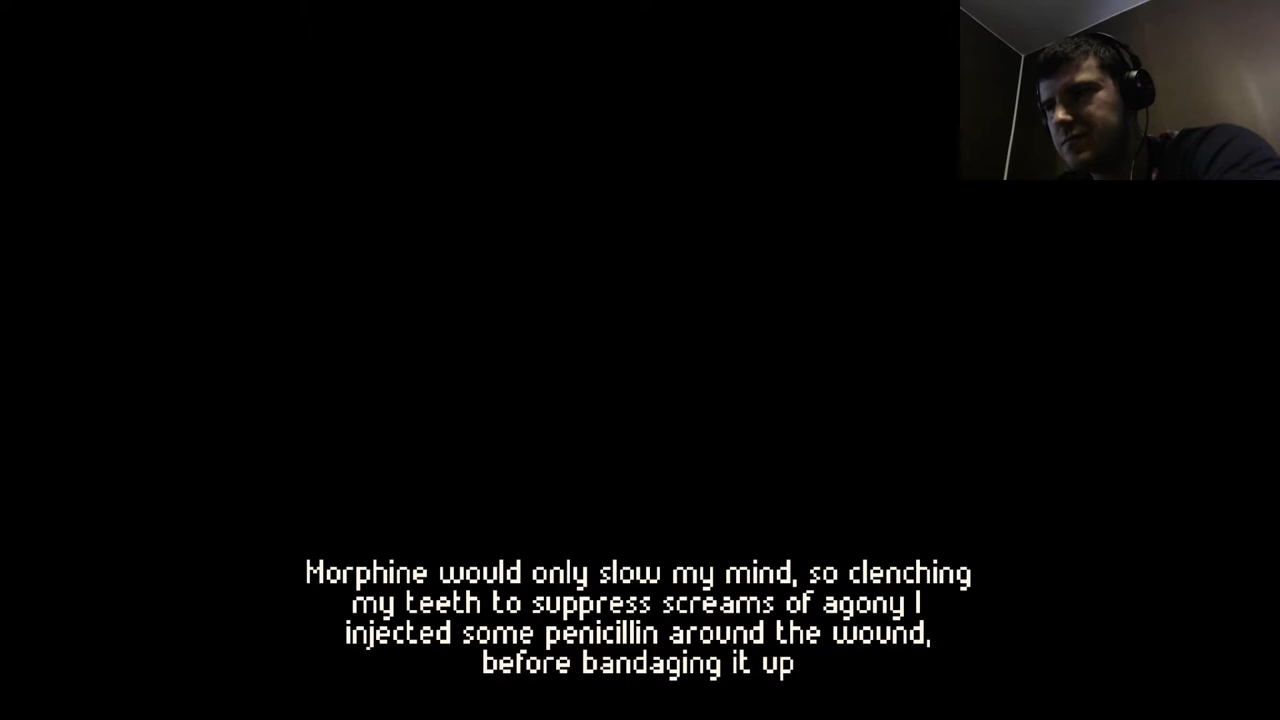 Morphine would only slow my mind, so clenching
my teeth to suppress screams of agony I
injected some penicillin around the wound,
before bandaging it up